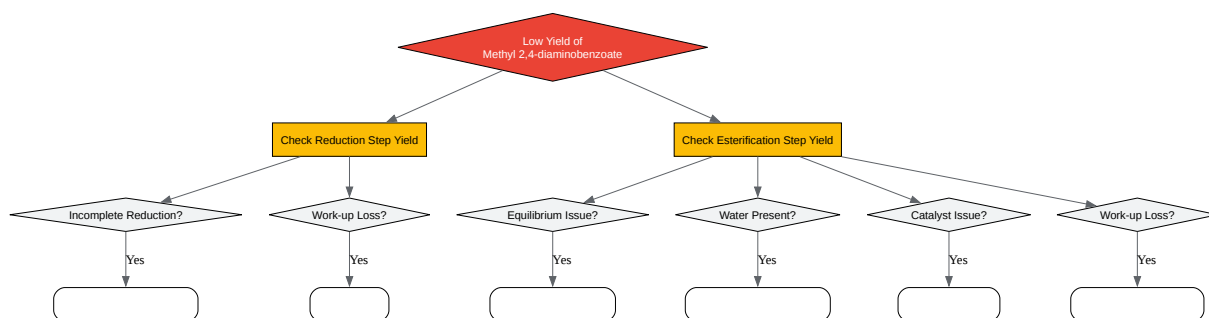 Low Yield of
Methyl 2,4-diaminobenzoate
Check Reduction Step Yield
Check Esterification Step Yield
Incomplete Reduction?
Work-up Loss?
Equilibrium Issue?
Water Present?
Catalyst Issue?
Work-up Loss?
Yes
Yes
Yes
Yes
Yes
Yes